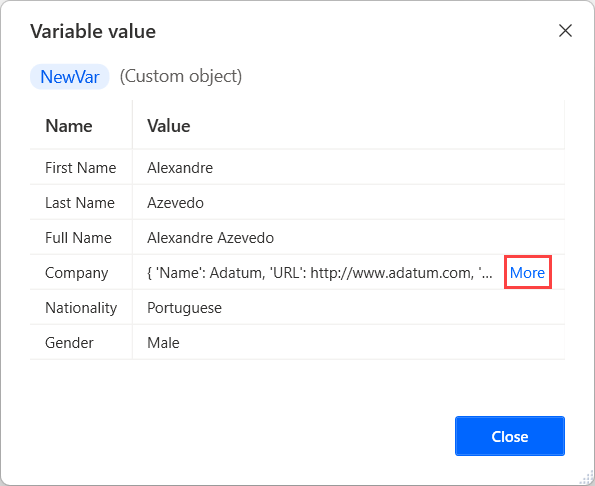 Variable value
NewVar (Custom object)
Name Value
First Name Alexandre
Last Name Azevedo
Full Name Alexandre Azevedo
Company { 'Name': Adatum, 'URL': http://www.adatum.com, '... More
Nationality Portuguese
Gender Male
Close